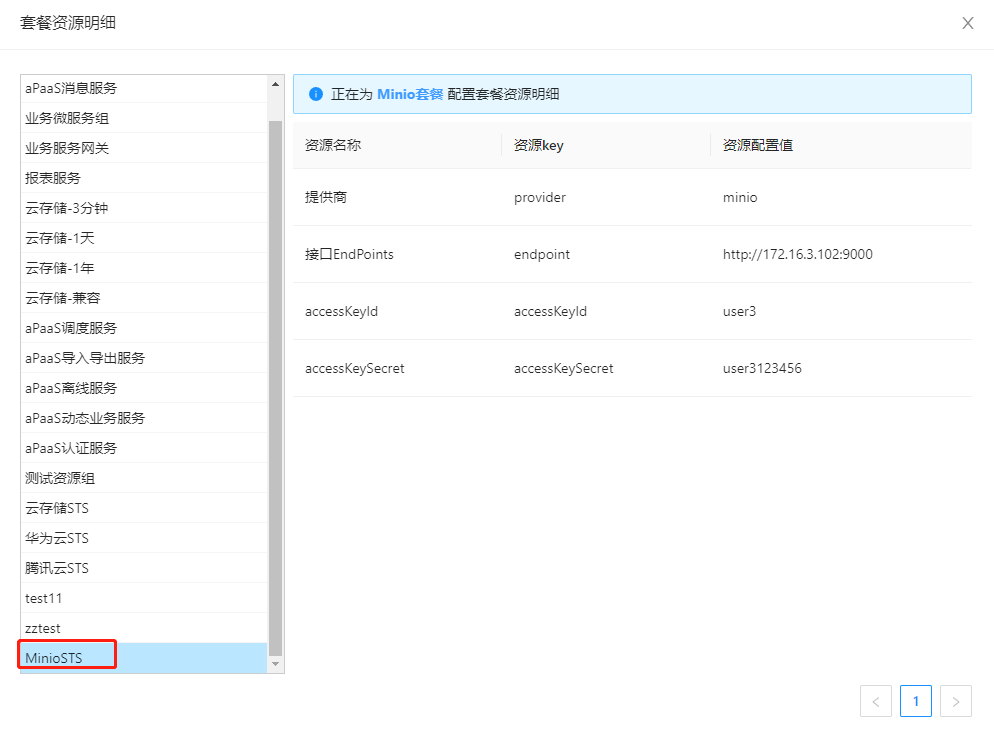 套餐资源明细
aPaaS消息服务
业务微服务组
业务服务网关
报表服务
云存储-3分钟
云存储-1天
云存储-1年
云存储-兼容
aPaaS调度服务
aPaaS导入导出服务
aPaaS离线服务
aPaaS动态业务服务
aPaaS认证服务
测试资源组
云存储STS
华为云STS
腾讯云STS
test11
zztest
MinioSTS
正在为 Minio套餐 配置套餐资源明细
资源名称 资源key 资源配置值
提供商 provider minio
接口EndPoints endpoint http://172.16.3.102:9000
accessKeyId accessKeyId user3
accessKeySecret accessKeySecret user3123456
< 1 >